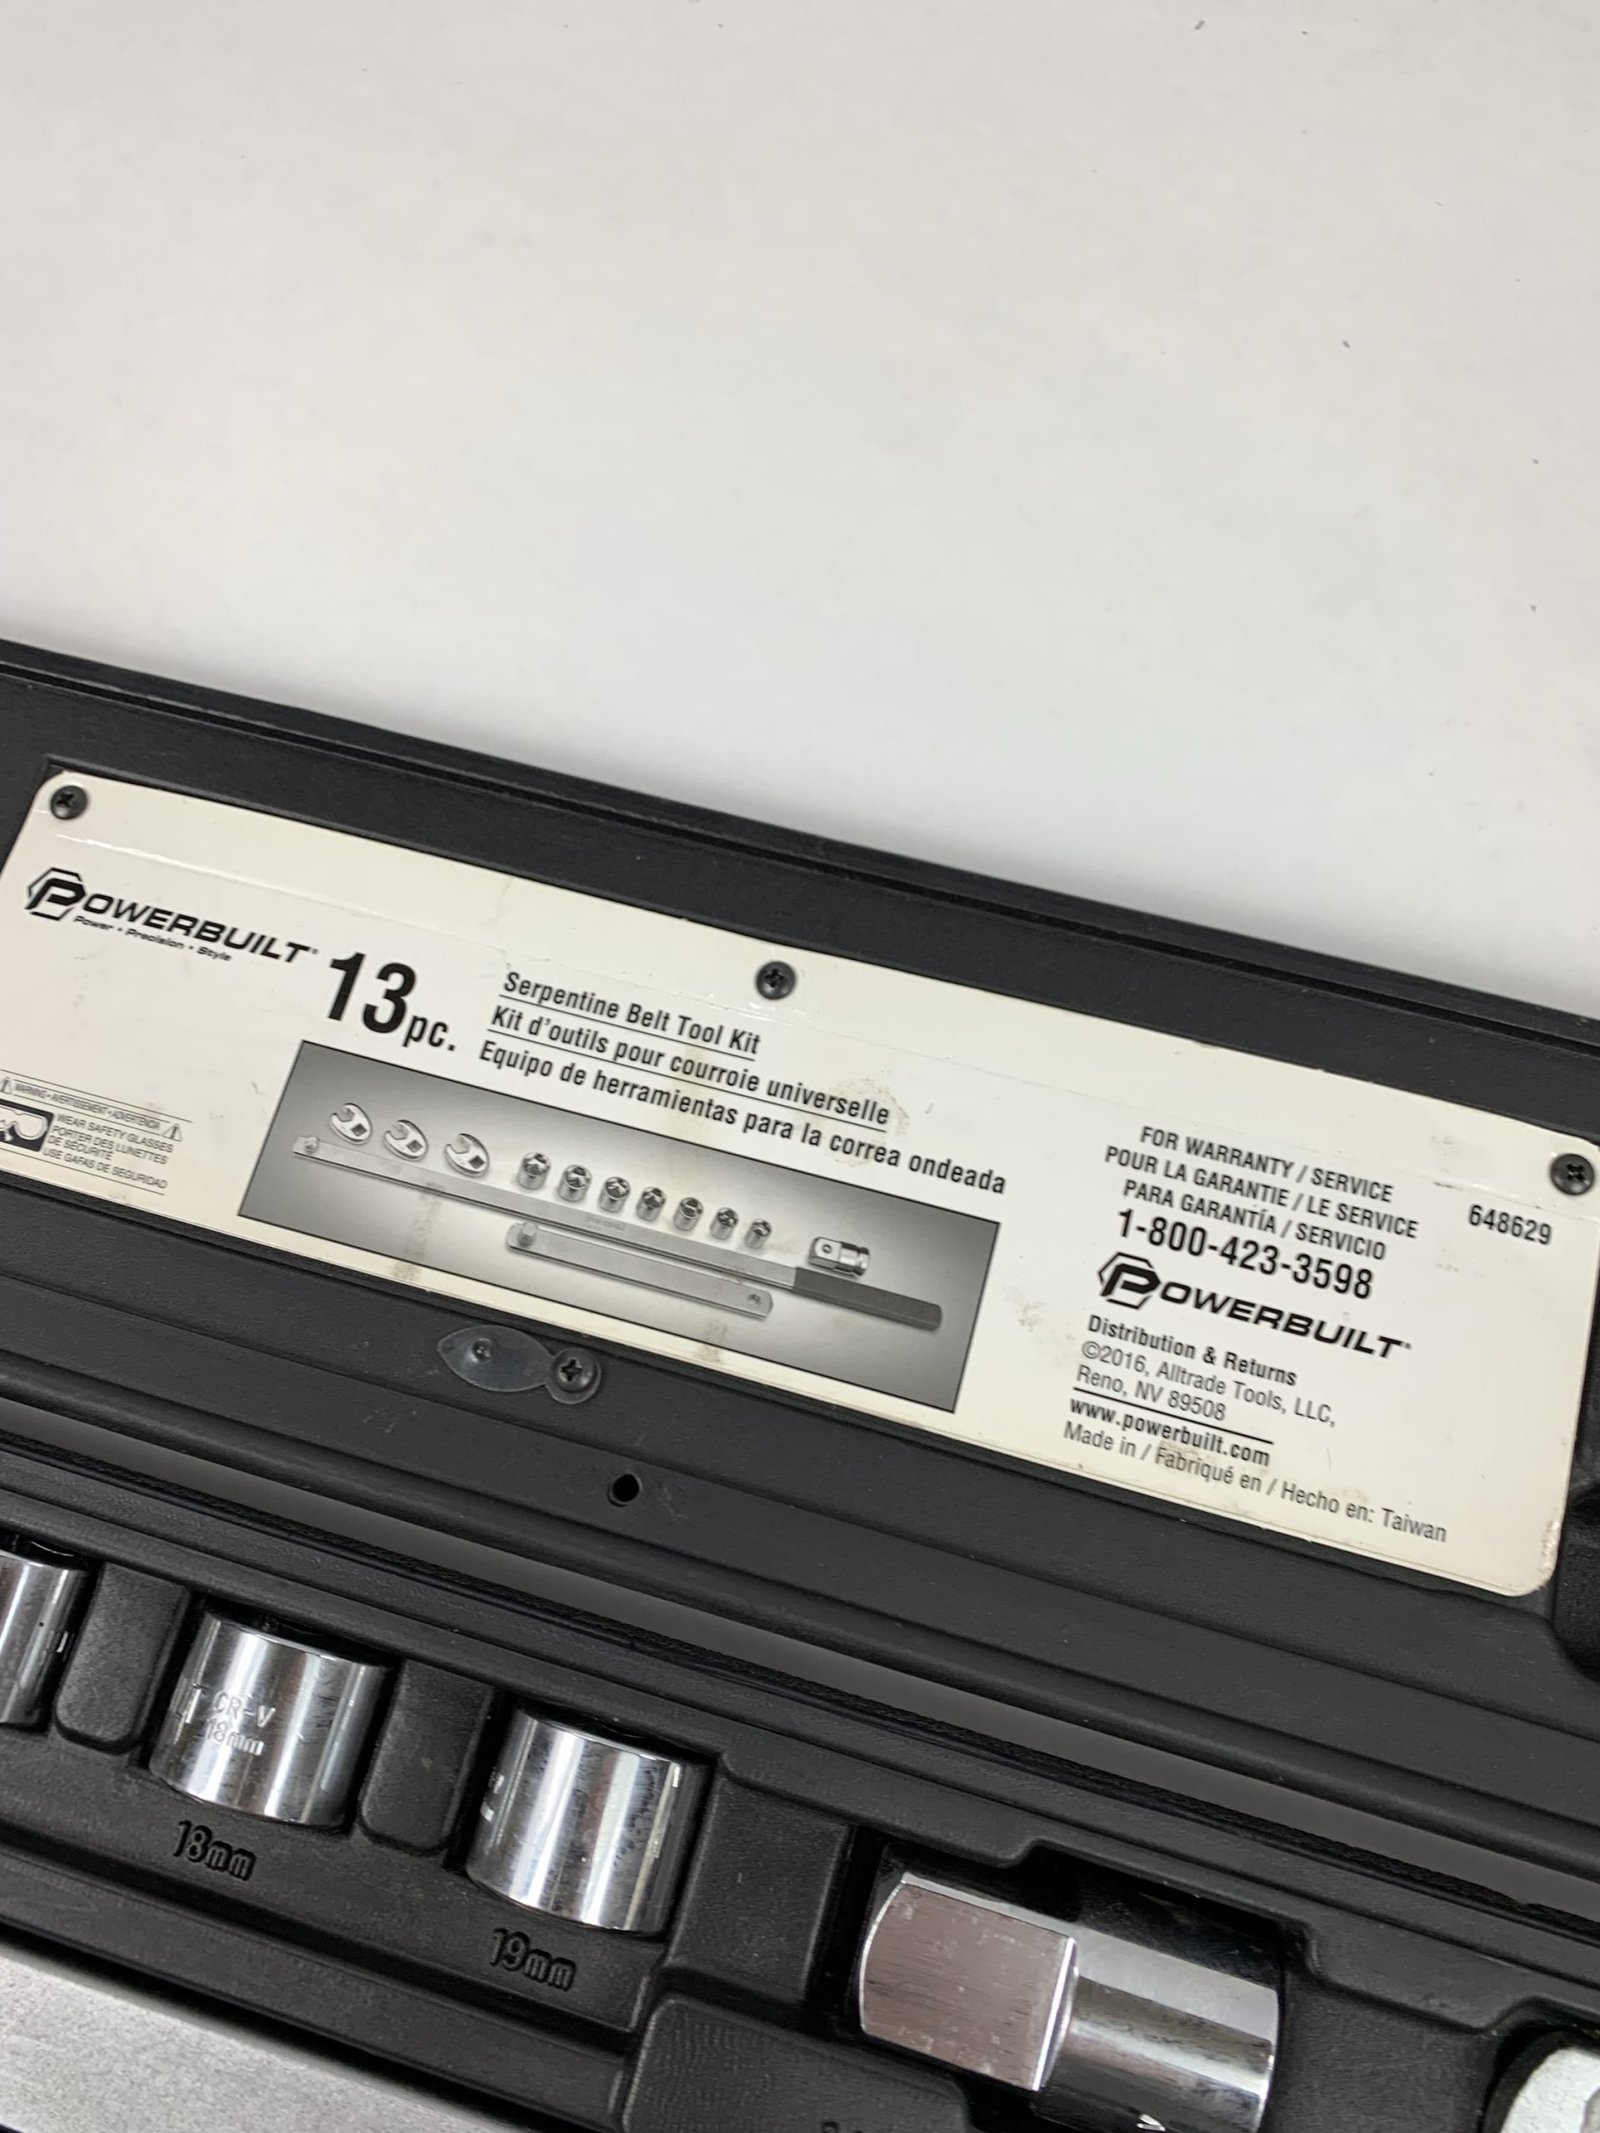 POWERBUILT
Power • Precision • Style
13pc.
Serpentine Belt Tool Kit
Kit d'outils pour courroie universelle
Equipo de herramientas para la correa ondeada
WARNING • AVERTISSEMENT • ADVERTENCIA
WEAR SAFETY GLASSES
PORTER DES LUNETTES
DE SÉCURITÉ
USE GAFAS DE SEGURIDAD
FOR WARRANTY / SERVICE
POUR LA GARANTIE / LE SERVICE
PARA GARANTÍA / SERVICIO
1-800-423-3598
648629
POWERBUILT
Distribution & Returns
©2016, Alltrade Tools, LLC,
Reno, NV 89508
www.powerbuilt.com
Made in / Fabriqué en / Hecho en: Taiwan
CR-V
18mm
18mm
19mm